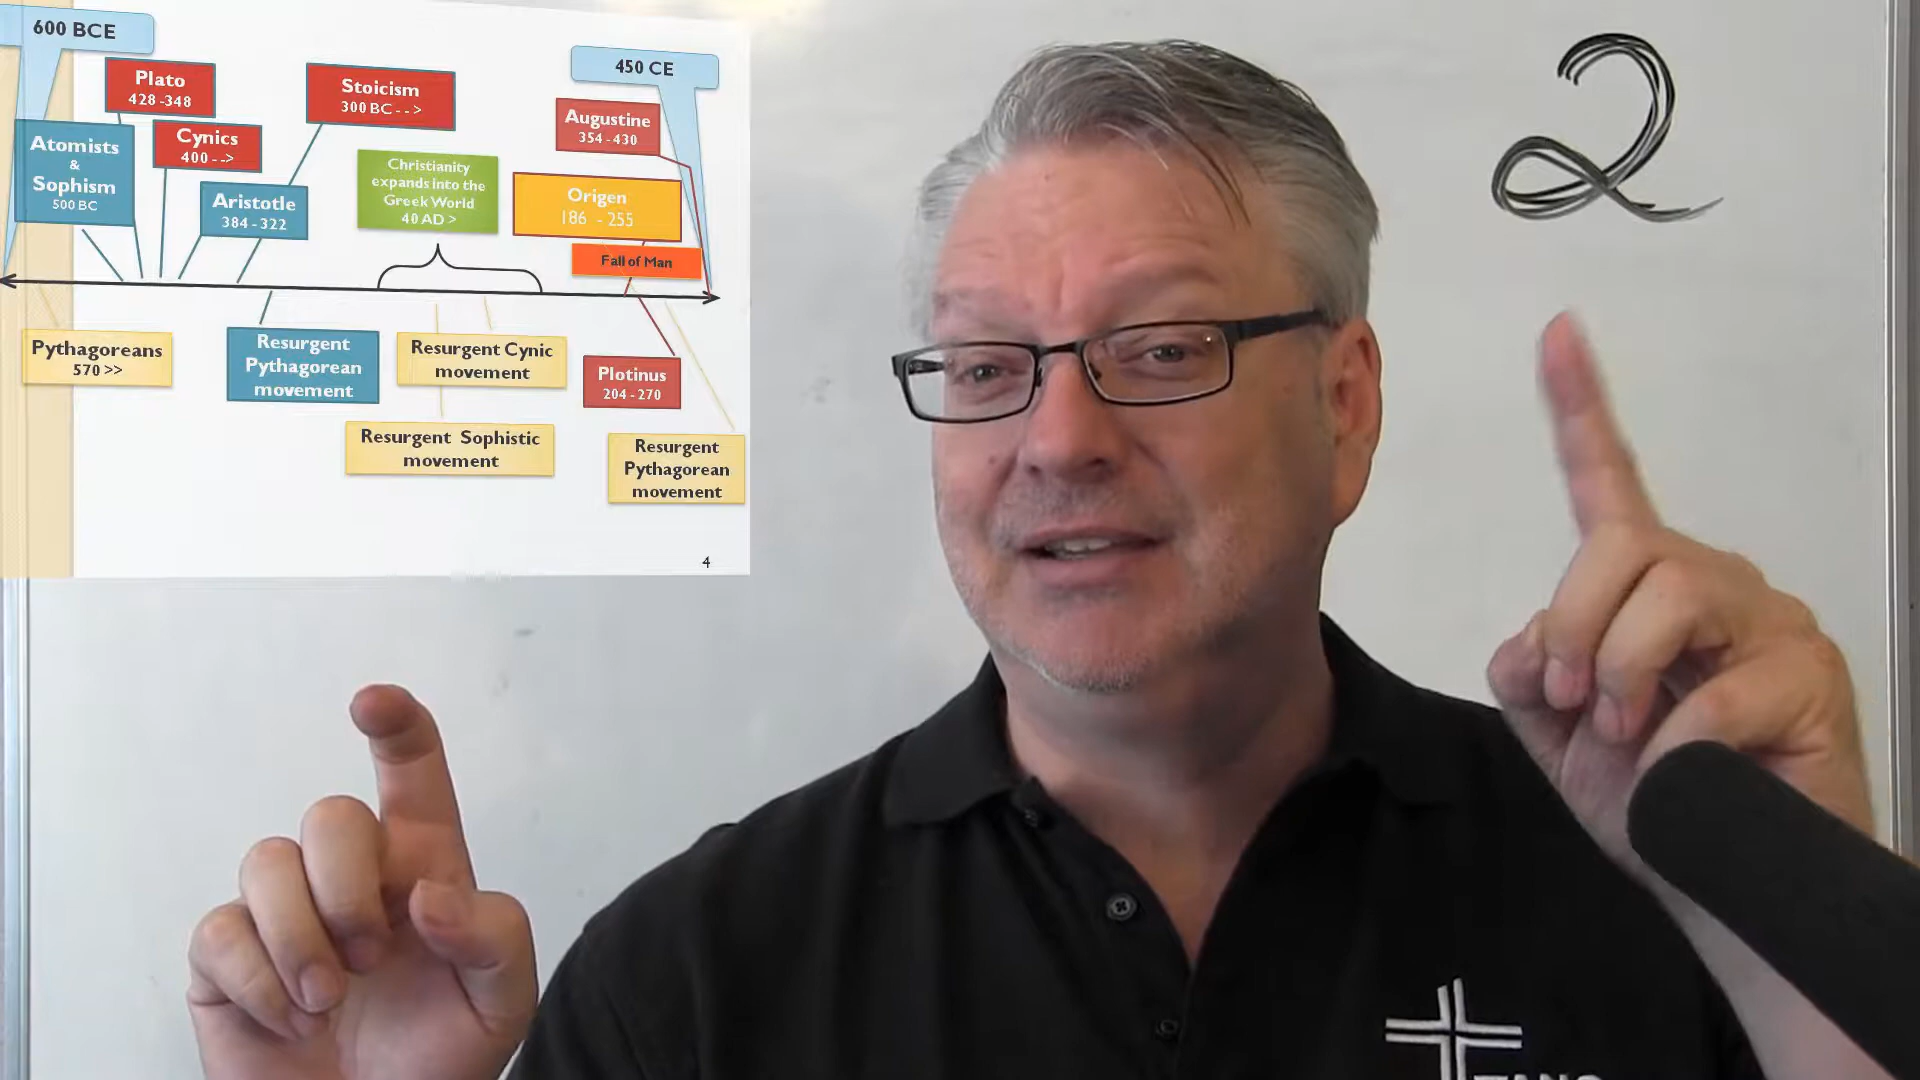 600 BCE
Plato
428 -348
Stoicism
300 BC - - >
450 CE
Augustine
354 - 430
Atomists
&
Sophism
500 BC
Cynics
400 - ->
Aristotle
384 - 322
Christianity
expands into the
Greek World
40 AD >
Origen
186 - 255
Fall of Man
Pythagoreans
570 >>
Resurgent
Pythagorean
movement
Resurgent Cynic
movement
Plotinus
204 - 270
Resurgent Sophistic
movement
Resurgent
Pythagorean
movement
4
2